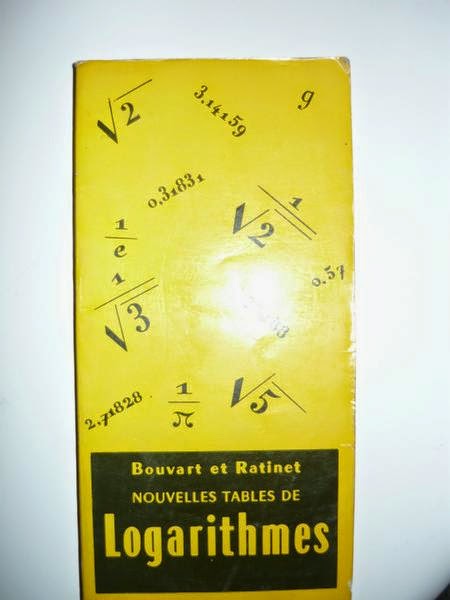 √2
3,14159
g
0,31831
1/e
√1/2
0,57
1/√3
2,71828
1/π
√5
Bouvart et Ratinet
NOUVELLES TABLES DE
Logarithmes